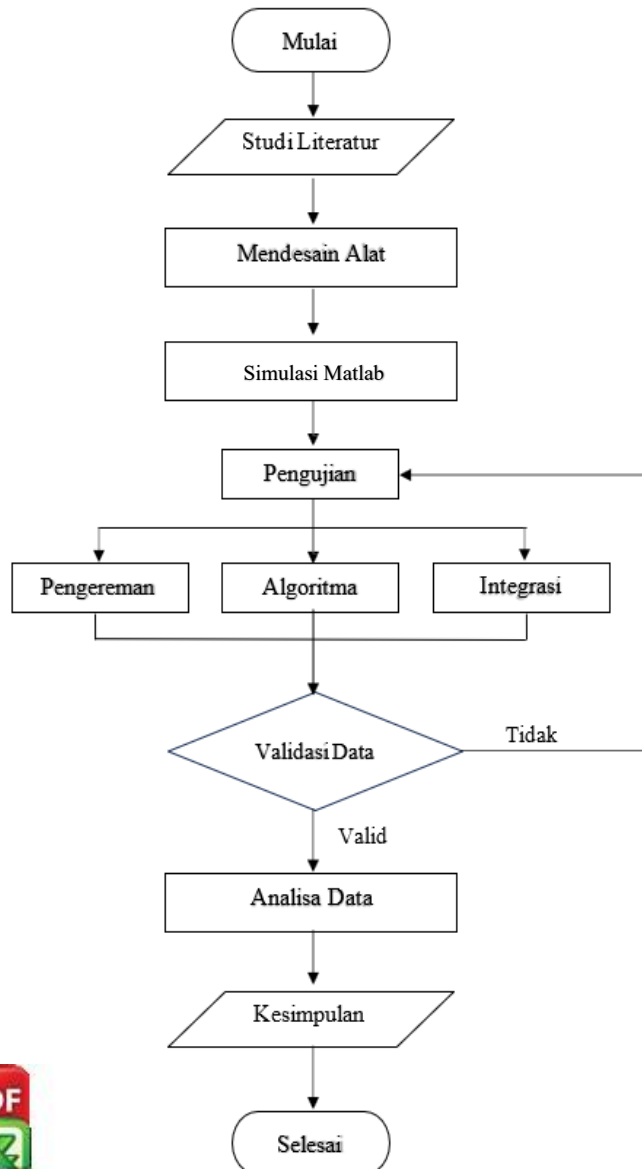 Mulai
Studi Literatur
Mendesain Alat
Simulasi Matlab
Pengujian
Pengereman
Algoritma
Integrasi
Validasi Data
Tidak
Valid
Analisa Data
Kesimpulan
Selesai